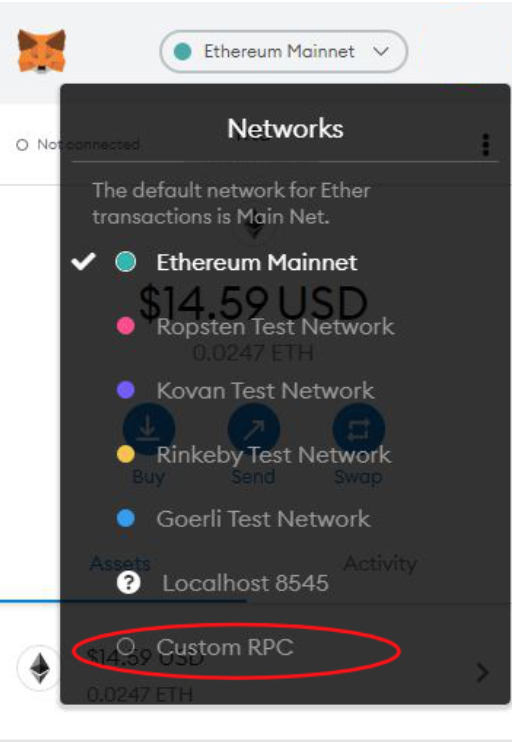 Ethereum Mainnet
Not connected
Networks
The default network for Ether
transactions is Main Net.
Ethereum Mainnet
$14.59 USD
Ropsten Test Network
0.0247 ETH
Kovan Test Network
Rinkeby Test Network
Buy
Send
Swap
Goerli Test Network
Assets
Activity
Localhost 8545
Custom RPC
$14.59 USD
0.0247 ETH